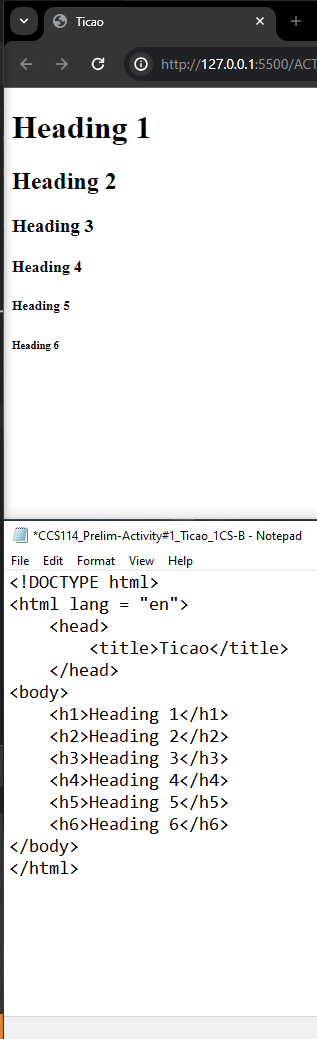 Ticao
http://127.0.0.1:5500/ACT
Heading 1
Heading 2
Heading 3
Heading 4
Heading 5
Heading 6
*CCS114_Prelim-Activity#1_Ticao_1CS-B - Notepad
File Edit Format View Help
<!DOCTYPE html>
<html lang = "en">
    <head>
        <title>Ticao</title>
    </head>
<body>
    <h1>Heading 1</h1>
    <h2>Heading 2</h2>
    <h3>Heading 3</h3>
    <h4>Heading 4</h4>
    <h5>Heading 5</h5>
    <h6>Heading 6</h6>
</body>
</html>